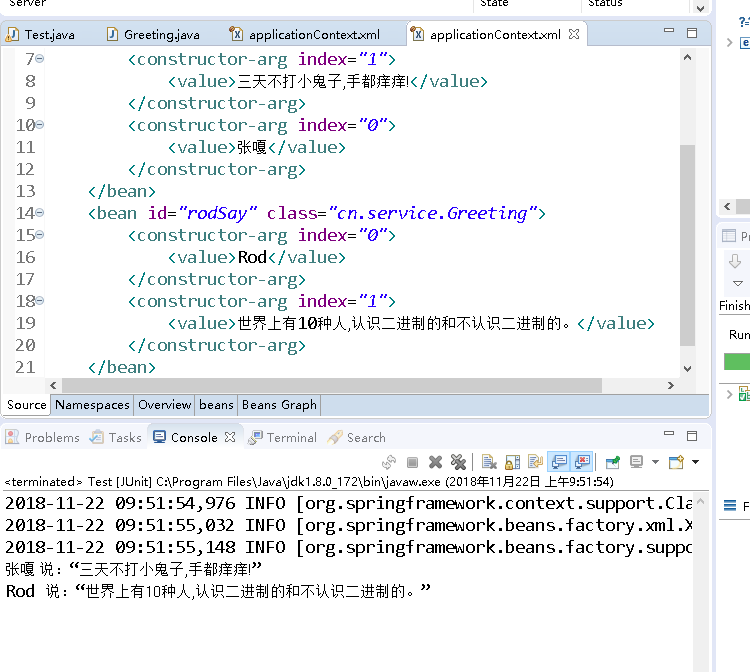 Server
State
Status
Test.java
Greeting.java
applicationContext.xml
applicationContext.xml
7 <constructor-arg index="1">
8 <value>三天不打小鬼子,手都痒痒!</value>
9 </constructor-arg>
10 <constructor-arg index="0">
11 <value>张嘎</value>
12 </constructor-arg>
13 </bean>
14 <bean id="rodSay" class="cn.service.Greeting">
15 <constructor-arg index="0">
16 <value>Rod</value>
17 </constructor-arg>
18 <constructor-arg index="1">
19 <value>世界上有10种人,认识二进制的和不认识二进制的。</value>
20 </constructor-arg>
21 </bean>
Source Namespaces Overview beans Beans Graph
Problems Tasks Console Terminal Search
<terminated> Test [JUnit] C:\Program Files\Java\jdk1.8.0_172\bin\javaw.exe (2018年11月22日 上午9:51:54)
2018-11-22 09:51:54,976 INFO [org.springframework.context.support.Cla
2018-11-22 09:51:55,032 INFO [org.springframework.beans.factory.xml.X
2018-11-22 09:51:55,148 INFO [org.springframework.beans.factory.suppo
张嘎 说：“三天不打小鬼子,手都痒痒!”
Rod 说：“世界上有10种人,认识二进制的和不认识二进制的。”
Finish
Run